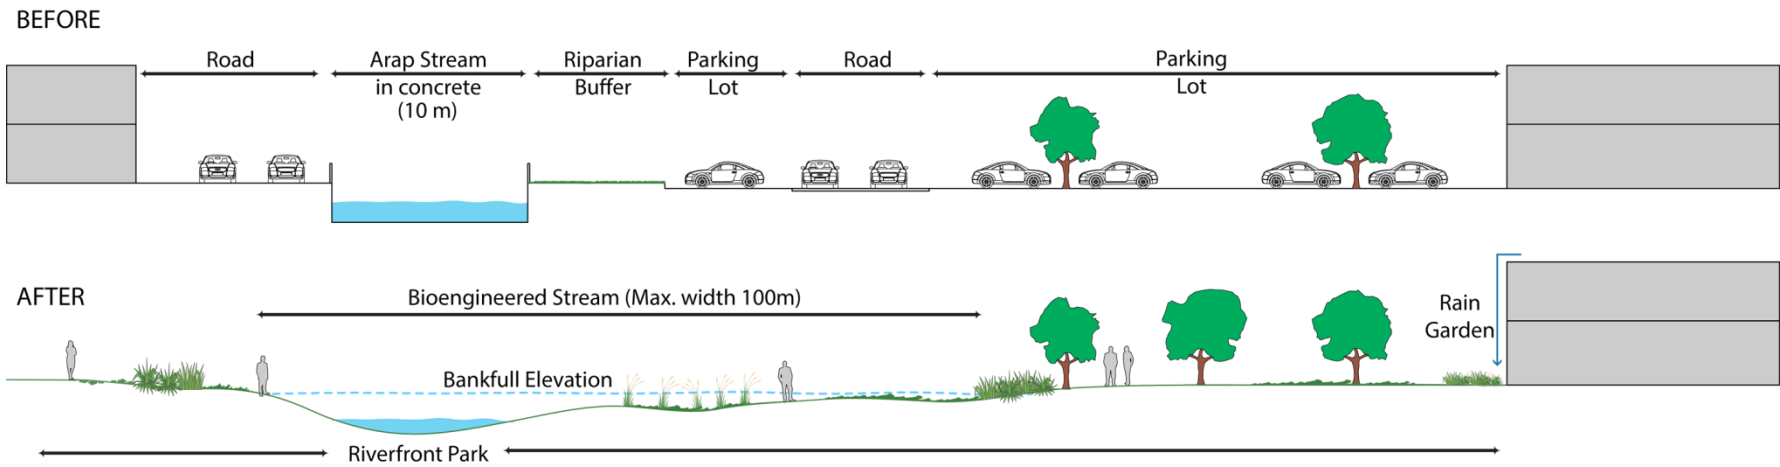 BEFORE
Road
Arap Stream
in concrete
(10 m)
Riparian
Buffer
Parking
Lot
Road
Parking
Lot
AFTER
Bioengineered Stream (Max. width 100m)
Rain
Garden
Bankfull Elevation
Riverfront Park